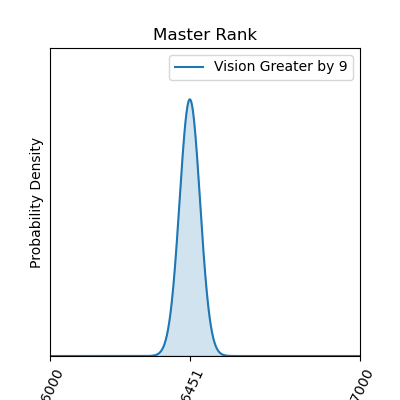 Master Rank
Vision Greater by 9
Probability Density
6000
6451
7000